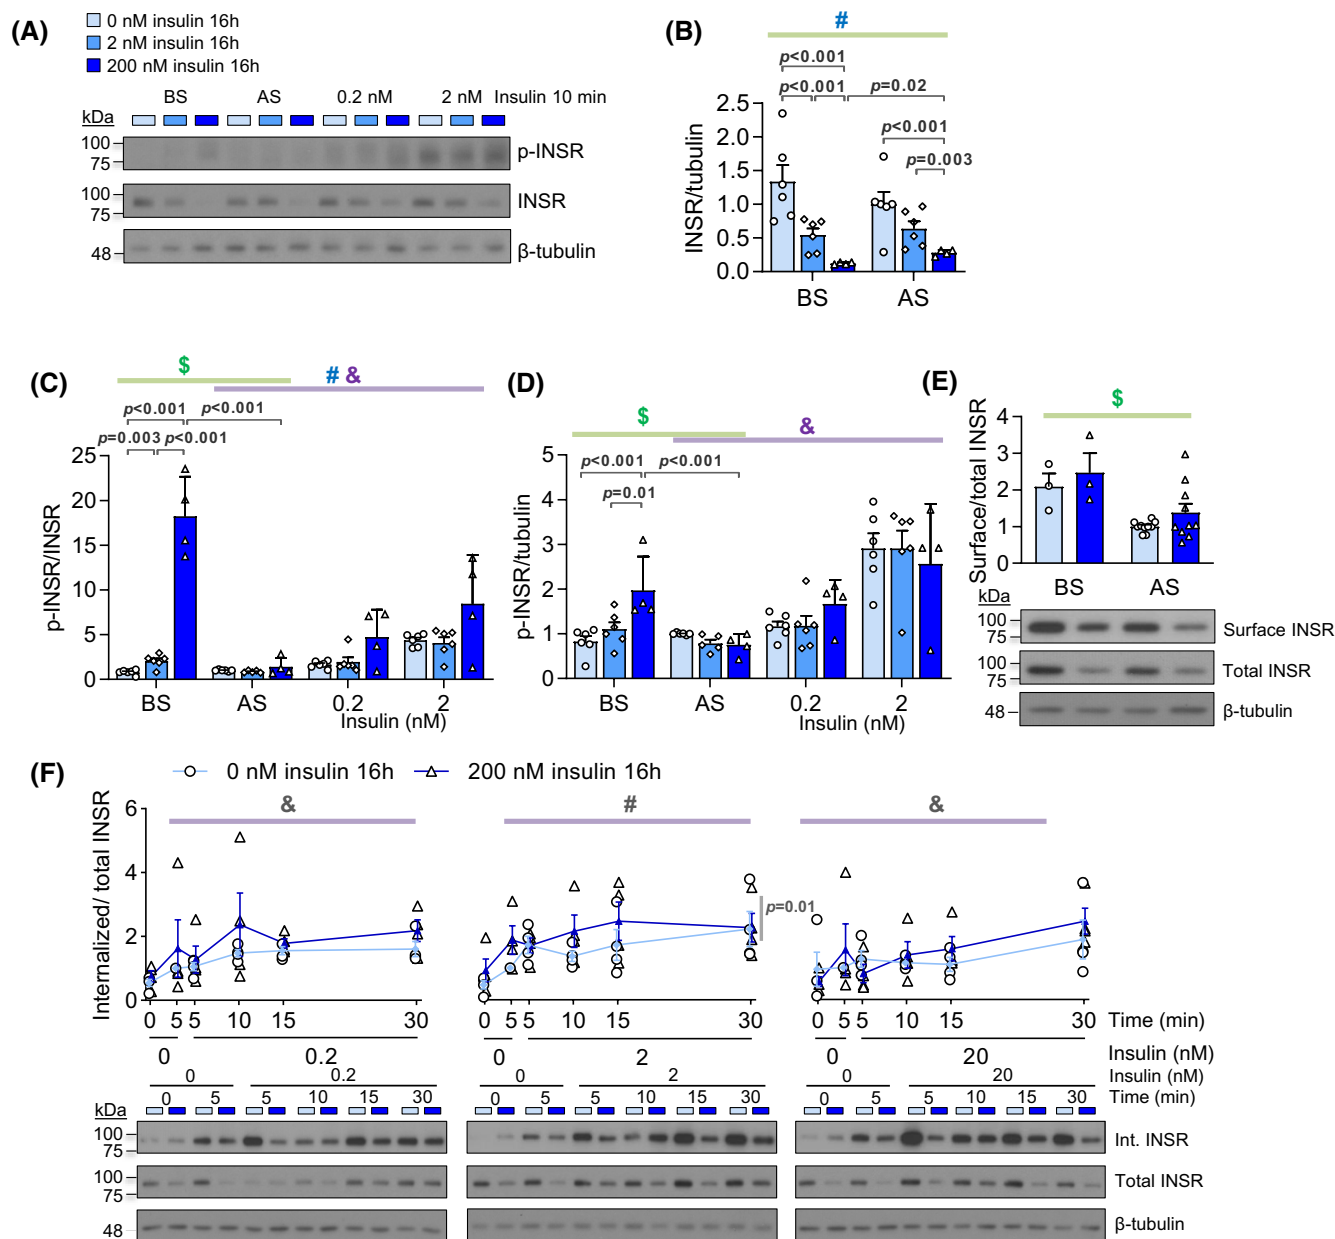 (A)
0 nM insulin 16h
2 nM insulin 16h
200 nM insulin 16h
BS AS 0.2 nM 2 nM Insulin 10 min
kDa
100
75
p-INSR
100
75
INSR
48
β-tubulin
(B)
#
p<0.001
p<0.001 p=0.02
p<0.001
p=0.003
INSR/tubulin
2.5
2.0
1.5
1.0
0.5
0.0
BS AS
(C)
$
# &
p<0.001 p<0.001
p=0.003 p<0.001
p-INSR/INSR
25
20
15
10
5
0
BS AS 0.2 2
Insulin (nM)
(D)
$
&
p<0.001 p<0.001
p=0.01
p-INSR/tubulin
5
4
3
2
1
0
BS AS 0.2 2
Insulin (nM)
(E)
$
Surface/total INSR
4
3
2
1
0
BS AS
kDa
100
75
Surface INSR
100
75
Total INSR
48
β-tubulin
(F)
0 nM insulin 16h 200 nM insulin 16h
& # &
Internalized/ total INSR
6
4
2
0
p=0.01
0 5 5 10 15 30 0 5 5 10 15 30 0 5 5 10 15 30 Time (min)
0 0.2 0 2 0 20 Insulin (nM)
0 0.2 0 2 0 20 Insulin (nM)
0 5 5 10 15 30 0 5 5 10 15 30 0 5 5 10 15 30 Time (min)
kDa
100
75
Int. INSR
100
75
Total INSR
48
β-tubulin